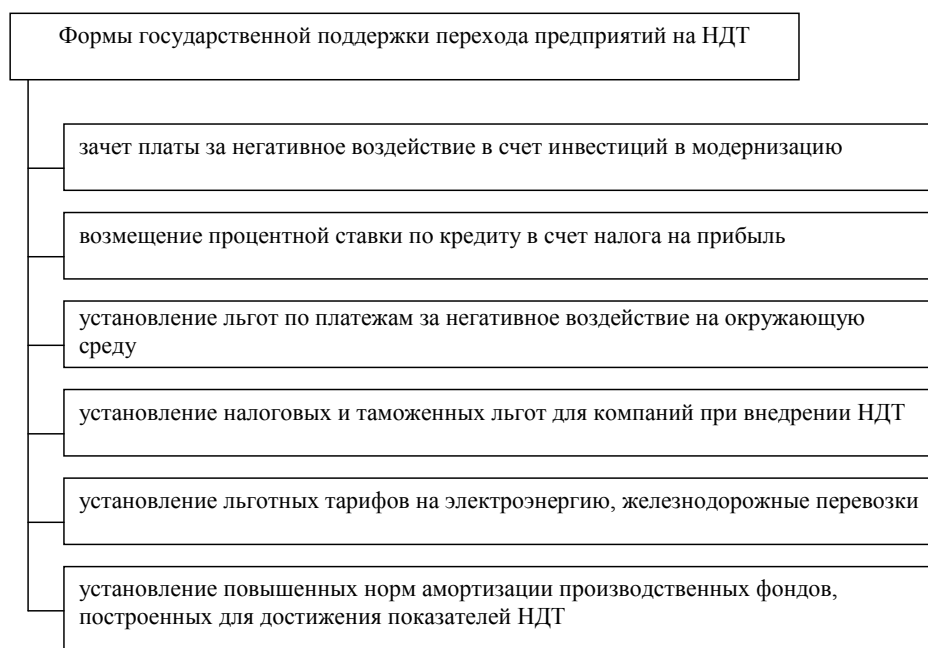 Формы государственной поддержки перехода предприятий на НДТ
зачет платы за негативное воздействие в счет инвестиций в модернизацию
возмещение процентной ставки по кредиту в счет налога на прибыль
установление льгот по платежам за негативное воздействие на окружающую
среду
установление налоговых и таможенных льгот для компаний при внедрении НДТ
установление льготных тарифов на электроэнергию, железнодорожные перевозки
установление повышенных норм амортизации производственных фондов,
построенных для достижения показателей НДТ